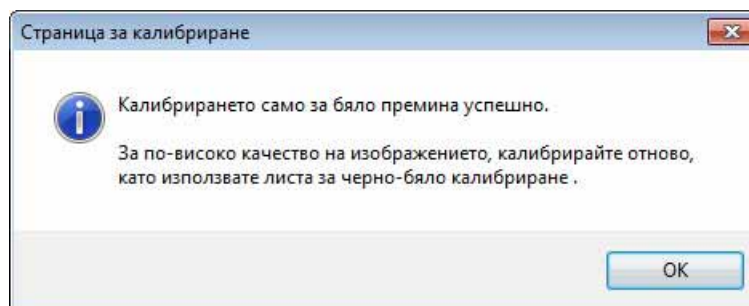 Страница за калибриране
Калибрирането само за бяло премина успешно.
За по-високо качество на изображението, калибрирайте отново,
като използвате листа за черно-бяло калибриране .
OK